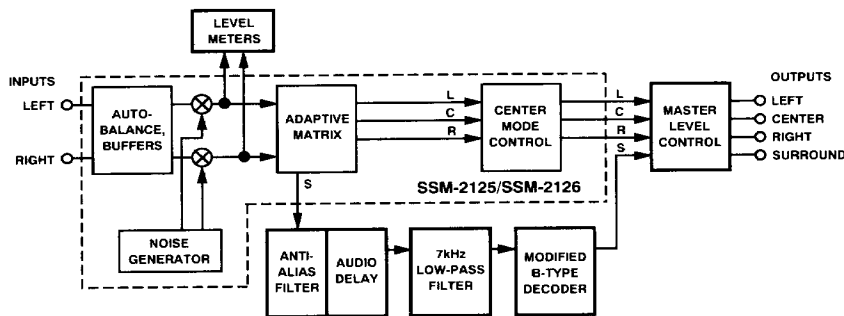 LEVEL
METERS
INPUTS
LEFT
RIGHT
AUTO-
BALANCE,
BUFFERS
NOISE
GENERATOR
ADAPTIVE
MATRIX
L
C
R
S
CENTER
MODE
CONTROL
L
C
R
S
SSM-2125/SSM-2126
MASTER
LEVEL
CONTROL
OUTPUTS
LEFT
CENTER
RIGHT
SURROUND
ANTI-
ALIAS
FILTER
AUDIO
DELAY
7kHz
LOW-PASS
FILTER
MODIFIED
B-TYPE
DECODER